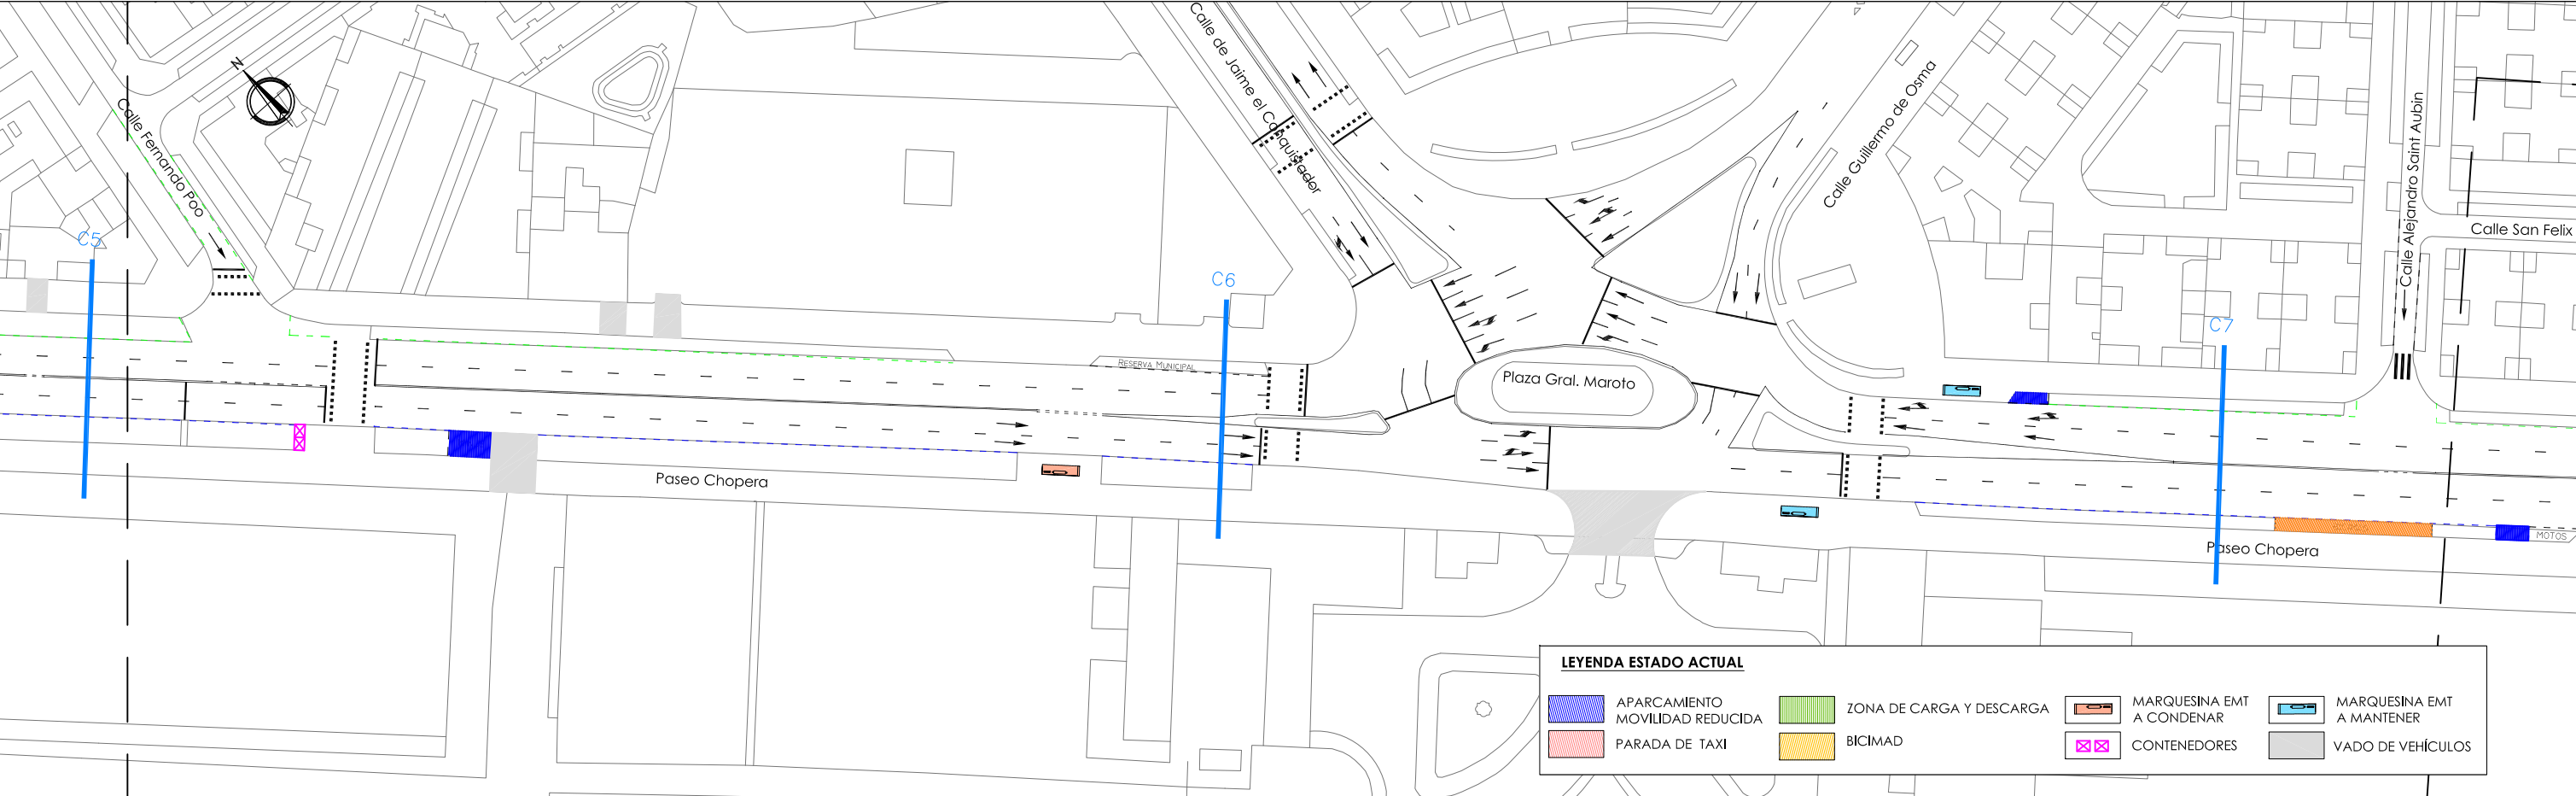 Calle Fernando Poo
N
C5
Calle de Jaime el Conquistador
C6
RESERVA MUNICIPAL
Paseo Chopera
Plaza Gral. Maroto
Calle Guillermo de Osma
Calle Alejandro Saint Aubin
Calle San Felix
C7
Paseo Chopera
MOTOS
LEYENDA ESTADO ACTUAL
APARCAMIENTO
MOVILIDAD REDUCIDA
PARADA DE TAXI
ZONA DE CARGA Y DESCARGA
BICIMAD
MARQUESINA EMT
A CONDENAR
CONTENEDORES
MARQUESINA EMT
A MANTENER
VADO DE VEHÍCULOS